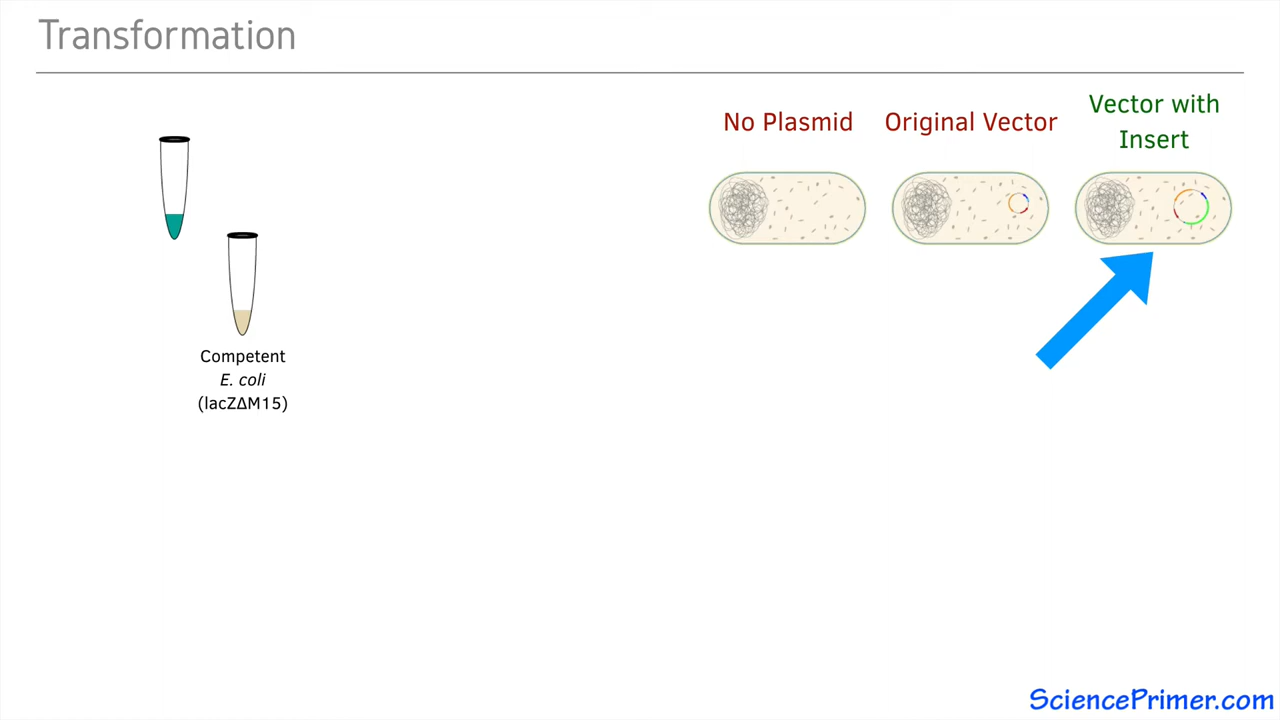 Transformation
No Plasmid
Original Vector
Vector with
Insert
Competent
E. coli
(lacZΔM15)
SciencePrimer.com